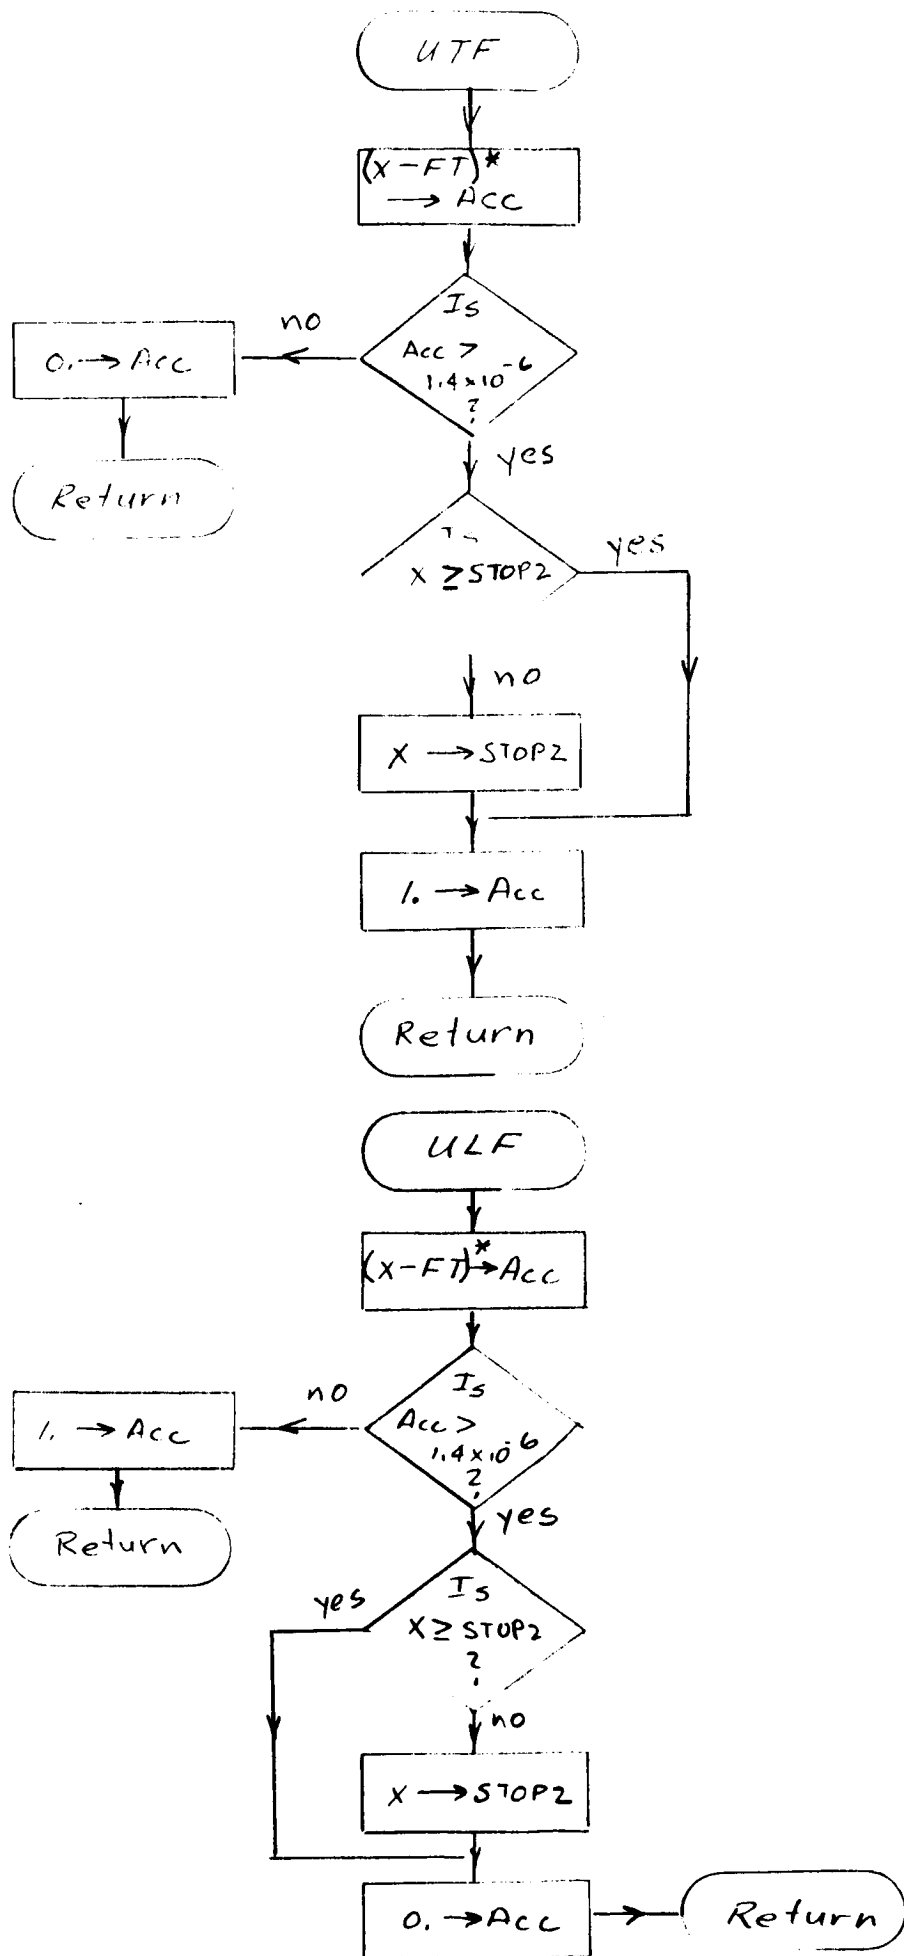 UTF
(X-FT)*
→ Acc
Is
Acc >
1.4×10⁻⁶
?
no
0. → Acc
Return
yes
Is
X ≥ STOP2
yes
no
X → STOP2
1. → Acc
Return
ULF
(X-FT)* → Acc
Is
Acc >
1.4×10⁻⁶
?
no
1. → Acc
Return
yes
Is
X ≥ STOP2
?
yes
no
X → STOP2
0. → Acc
Return